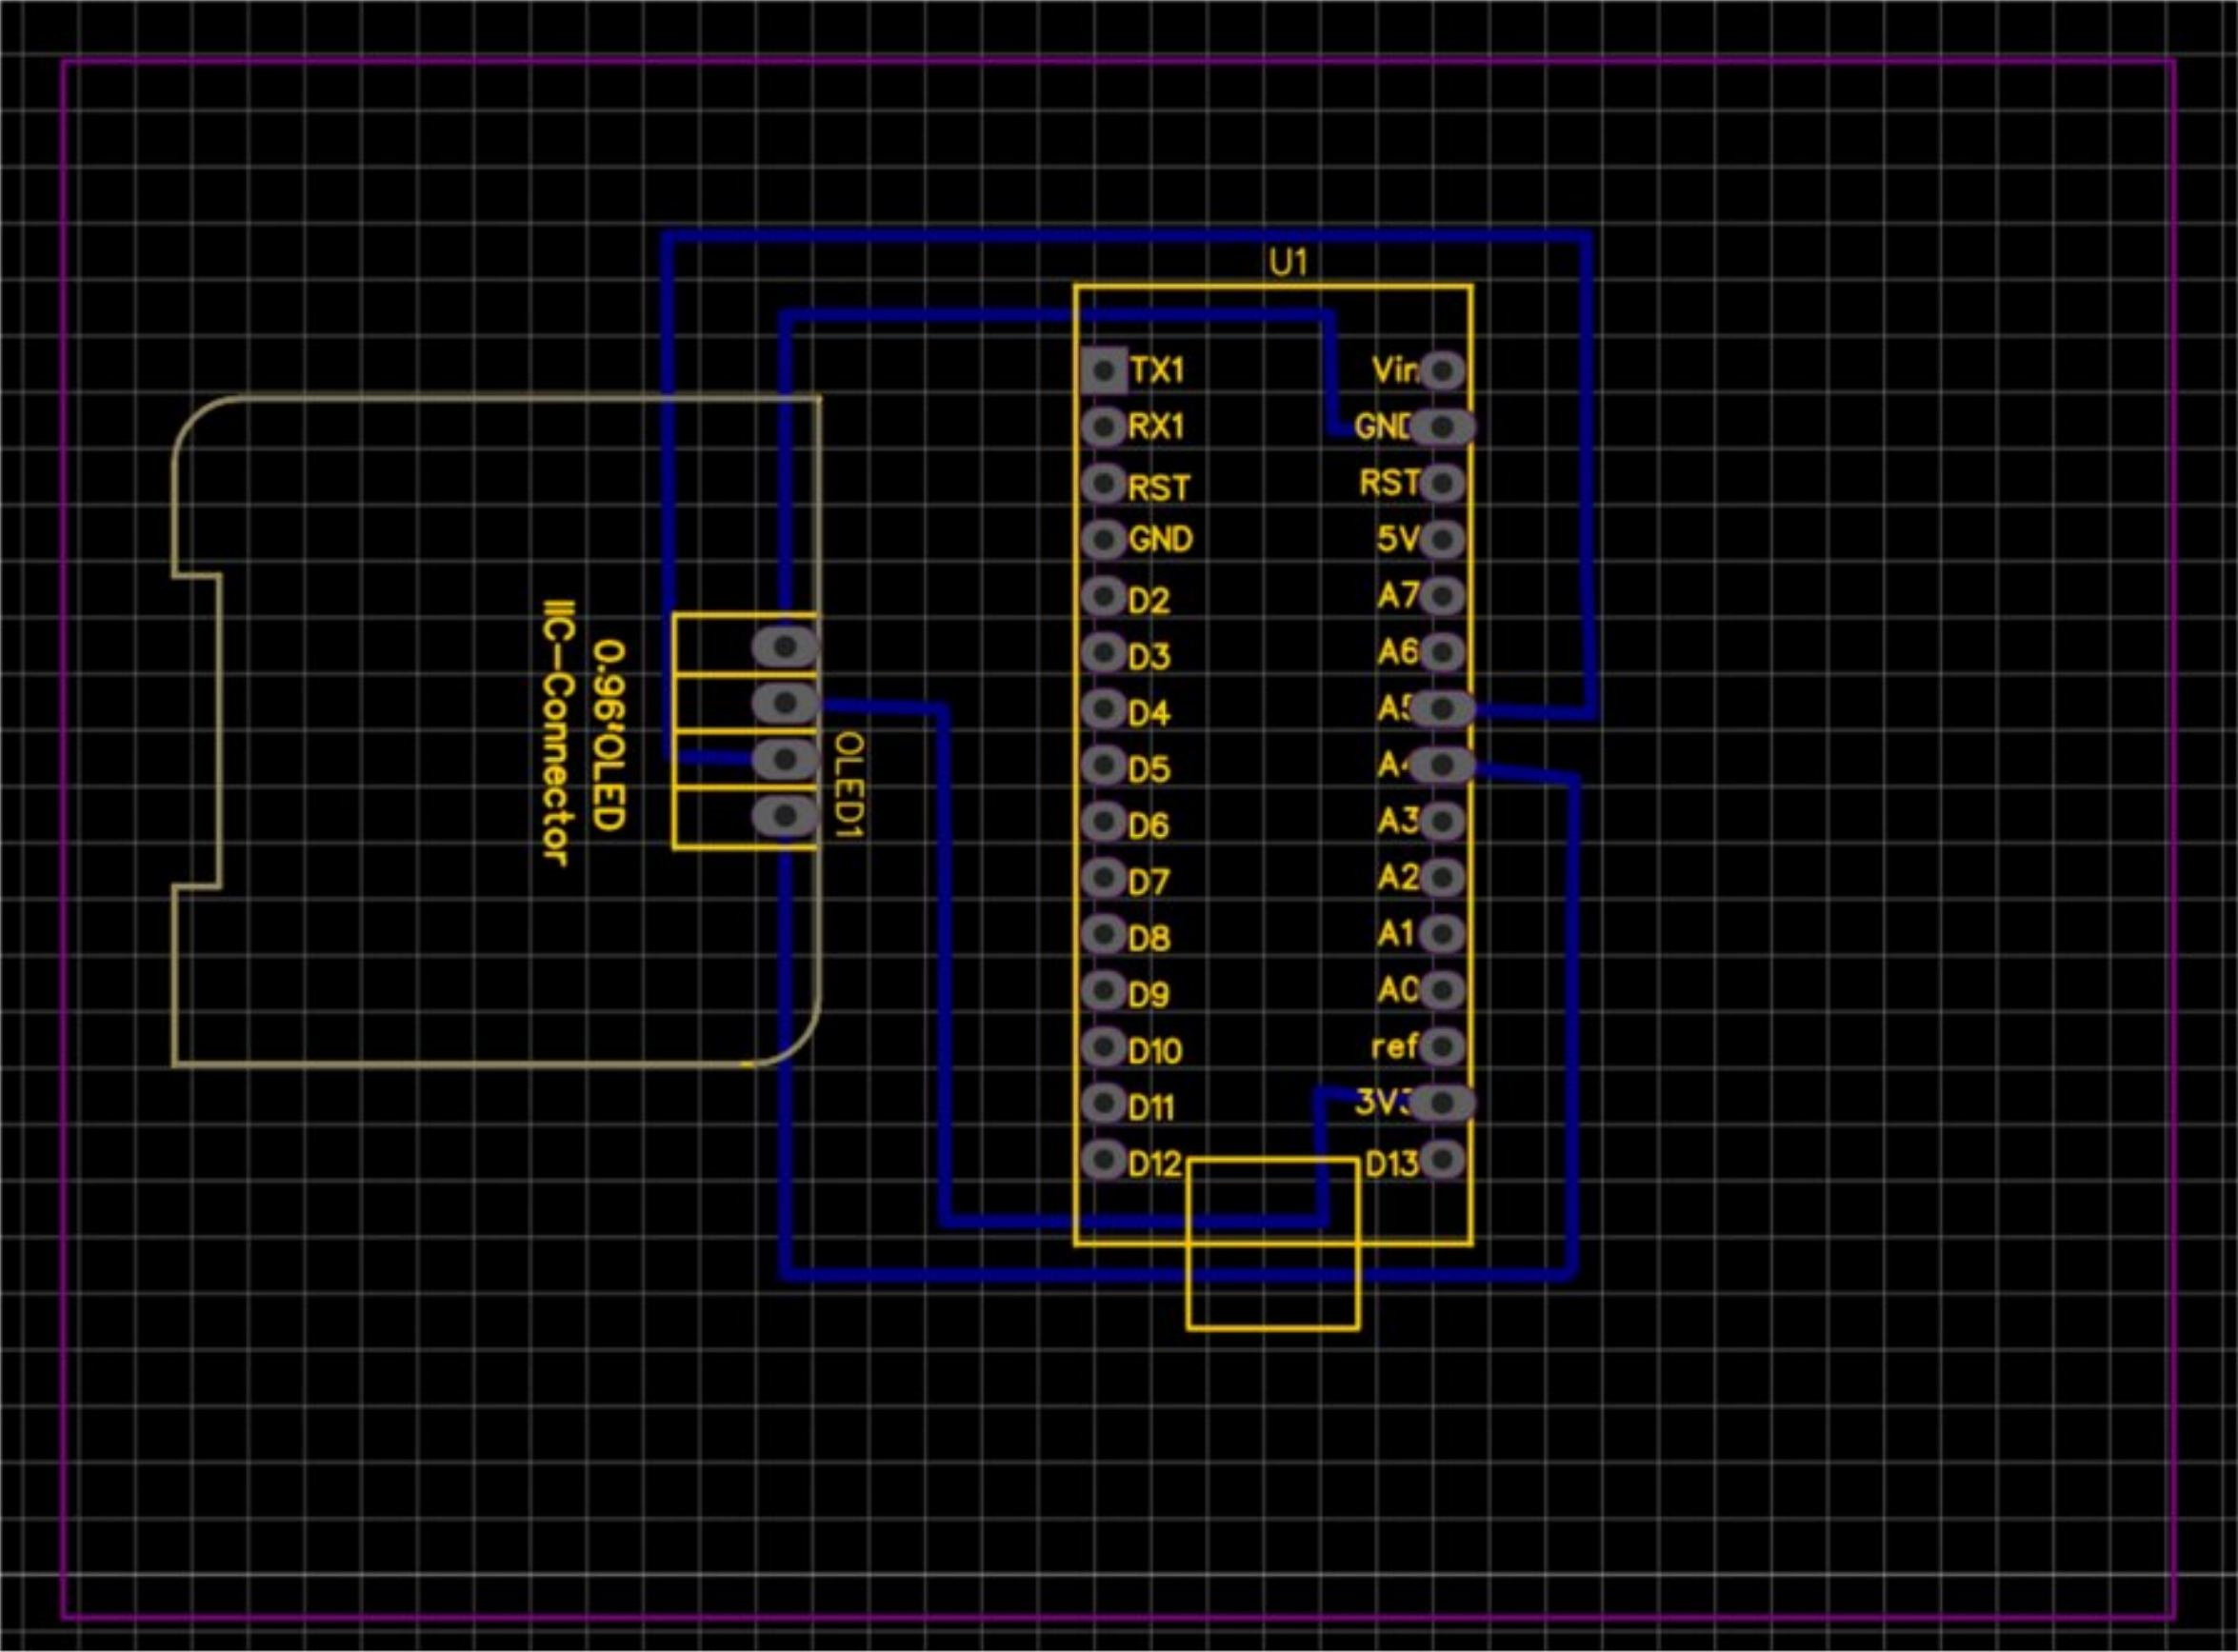 U1
TX1
RX1
RST
GND
D2
D3
D4
D5
D6
D7
D8
D9
D10
D11
D12
Vin
GND
RST
5V
A7
A6
A5
A4
A3
A2
A1
A0
ref
3V3
D13
OLED1
0.96'OLED
IIC-Connector